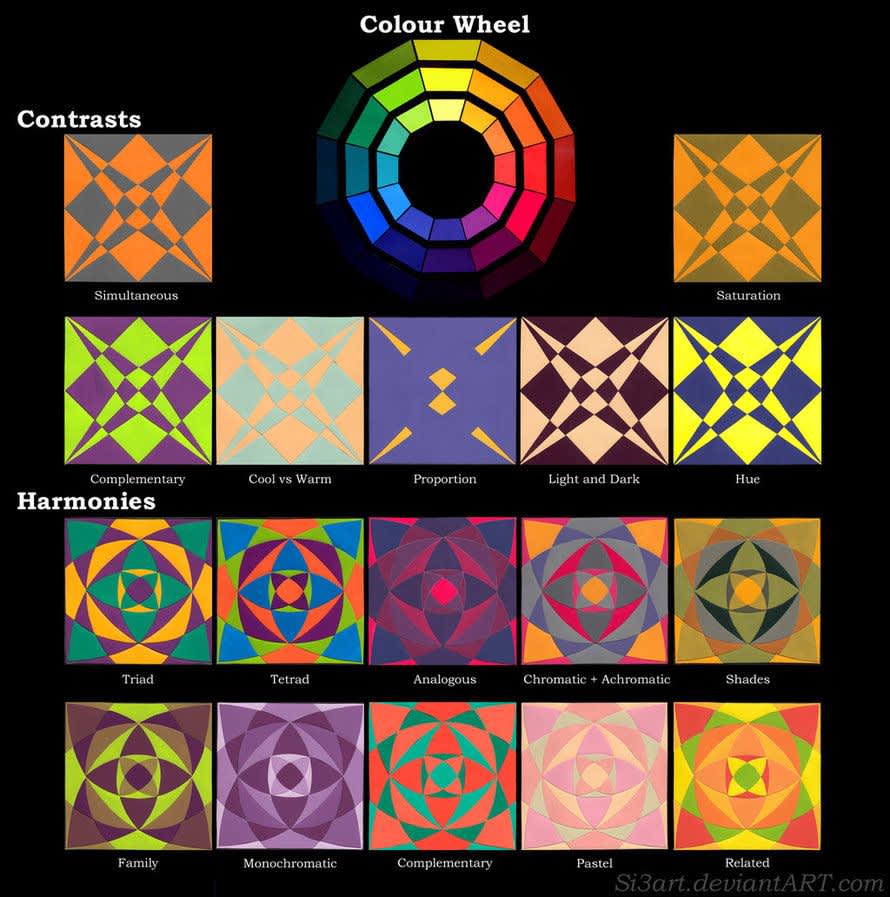 Colour Wheel
Contrasts
Simultaneous
Saturation
Complementary
Cool vs Warm
Proportion
Light and Dark
Hue
Harmonies
Triad
Tetrad
Analogous
Chromatic + Achromatic
Shades
Family
Monochromatic
Complementary
Pastel
Related
Si3art.deviantART.com